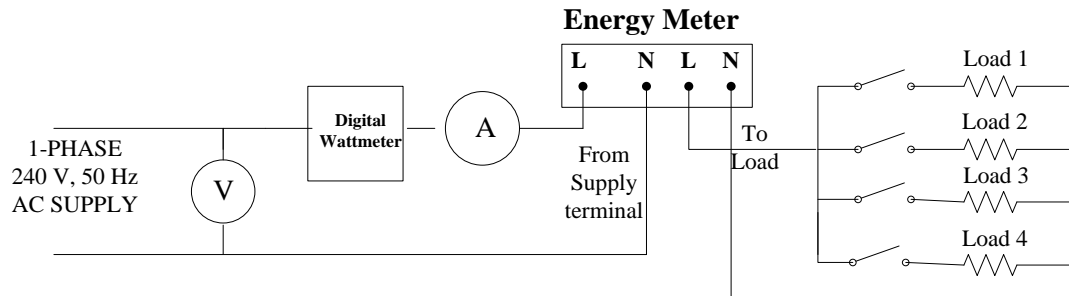 Energy Meter
L N L N
Digital
Wattmeter
A
1-PHASE
240 V, 50 Hz
AC SUPPLY
V
From
Supply
terminal
To
Load
Load 1
Load 2
Load 3
Load 4